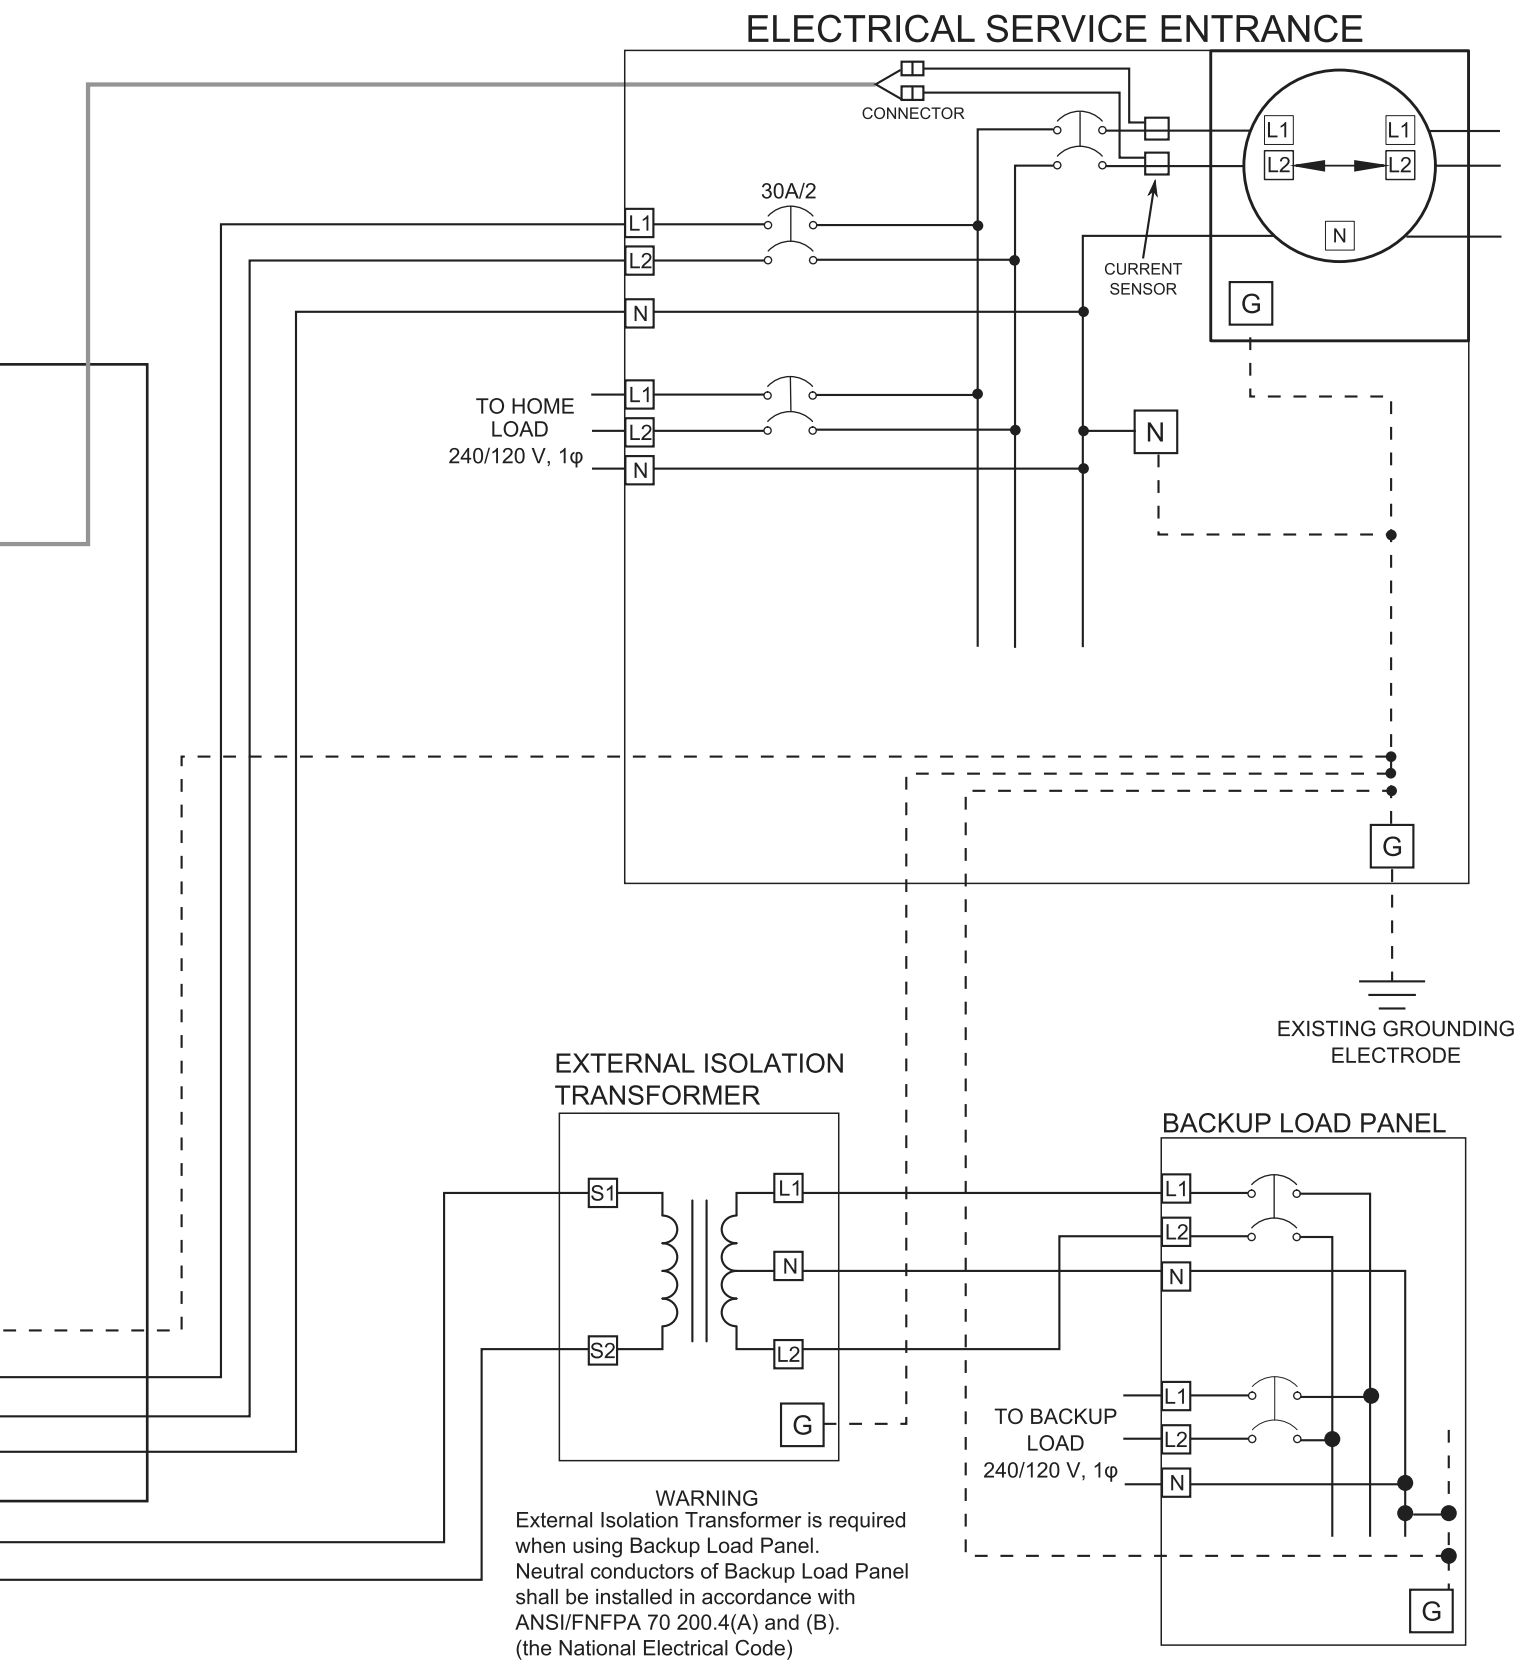 ELECTRICAL SERVICE ENTRANCE
CONNECTOR
L1
L1
L2
L2
N
30A/2
L1
L2
N
CURRENT
SENSOR
G
TO HOME
LOAD
240/120 V, 1φ
L1
L2
N
N
G
EXISTING GROUNDING
ELECTRODE
EXTERNAL ISOLATION
TRANSFORMER
S1
L1
N
S2
L2
G
BACKUP LOAD PANEL
L1
L2
N
TO BACKUP
LOAD
240/120 V, 1φ
L1
L2
N
G
WARNING
External Isolation Transformer is required
when using Backup Load Panel.
Neutral conductors of Backup Load Panel
shall be installed in accordance with
ANSI/FNFPA 70 200.4(A) and (B).
(the National Electrical Code)